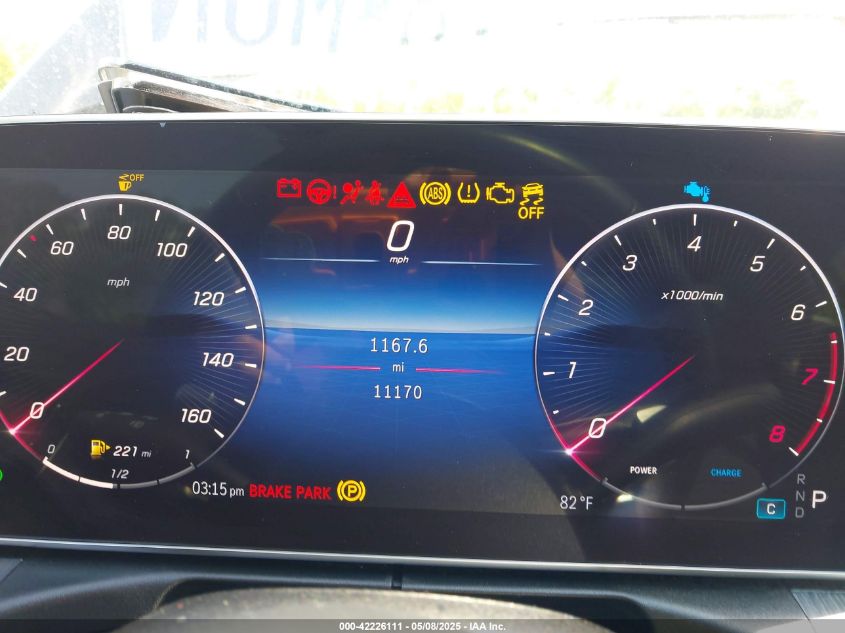 OFF
ABS
OFF
0
mph
0 20 40 60 80 100 120 140 160
mph
221 mi
0 1/2 1
1167.6
mi
11170
0 1 2 3 4 5 6 7 8
x1000/min
POWER
CHARGE
03:15 pm BRAKE PARK P
82 °F
C
R
N
D
P
000-42226111 - 05/08/2025 - IAA Inc.